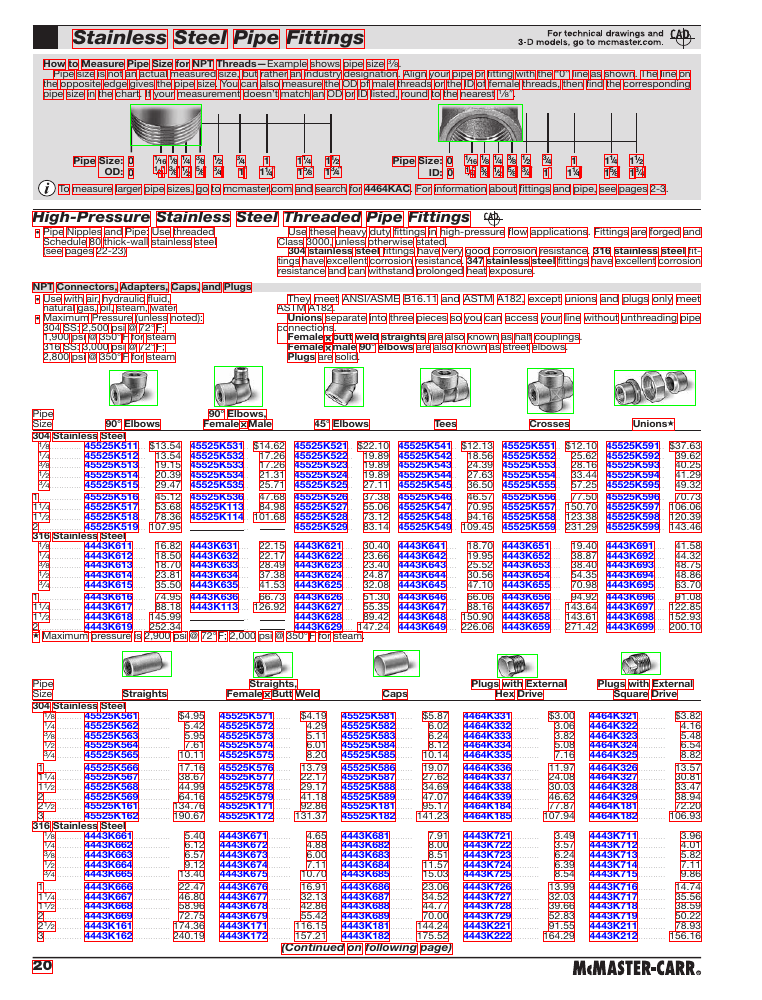 Stainless Steel Pipe Fittings
For technical drawings and
3-D models, go to mcmaster.com.
CAD
How to Measure Pipe Size for NPT Threads—Example shows pipe size ⅜.
Pipe size is not an actual measured size, but rather an industry designation. Align your pipe or fitting with the "0" line as shown. The line on
the opposite edge gives the pipe size. You can also measure the OD of male threads or the ID of female threads, then find the corresponding
pipe size in the chart. If your measurement doesn't match an OD or ID listed, round to the nearest ⅛".
Pipe Size: 0 1/16 ⅛ ¼ ⅜ ½ ¾ 1 1¼ 1½
Pipe Size: 0 1/16 ⅛ ¼ ⅜ ½ ¾ 1 1¼ 1½
To measure larger pipe sizes, go to mcmaster.com and search for 4464KAC. For information about fittings and pipe, see pages 2-3.
High-Pressure Stainless Steel Threaded Pipe Fittings CAD
• Pipe Nipples and Pipe: Use threaded
Schedule 80 thick-wall stainless steel
(see pages 22-23).
Use these heavy duty fittings in high-pressure flow applications. Fittings are forged and
Class 3000, unless otherwise stated.
304 stainless steel fittings have very good corrosion resistance. 316 stainless steel fit-
tings have excellent corrosion resistance. 347 stainless steel fittings have excellent corrosion
resistance and can withstand prolonged heat exposure.
NPT Connectors, Adapters, Caps, and Plugs
• Use with air, hydraulic fluid,
natural gas, oil, steam, water
• Maximum Pressure (unless noted):
304 SS: 2,500 psi @ 72° F;
1,900 psi @ 350° F for steam
316 SS: 3,000 psi @ 72° F;
2,800 psi @ 350° F for steam
They meet ANSI/ASME B16.11 and ASTM A182, except unions and plugs only meet
ASTM A182.
Unions separate into three pieces so you can access your line without unthreading pipe
connections.
Female x butt weld straights are also known as half couplings.
Female x male 90° elbows are also known as street elbows.
Plugs are solid.
Pipe Size 90° Elbows 90° Elbows, Female x Male 45° Elbows Tees Crosses Unions★
304 Stainless Steel
⅛ 45525K511 $13.54 45525K531 $14.62 45525K521 $22.10 45525K541 $12.13 45525K551 $12.10 45525K591 $37.63
¼ 45525K512 13.54 45525K532 17.26 45525K522 19.89 45525K542 18.56 45525K552 25.62 45525K592 39.62
⅜ 45525K513 19.15 45525K533 17.26 45525K523 19.89 45525K543 24.39 45525K553 28.16 45525K593 40.25
½ 45525K514 20.39 45525K534 21.31 45525K524 19.89 45525K544 27.63 45525K554 33.44 45525K594 41.29
¾ 45525K515 29.47 45525K535 25.71 45525K525 27.11 45525K545 36.50 45525K555 57.25 45525K595 49.32
1 45525K516 45.12 45525K536 47.68 45525K526 37.38 45525K546 46.57 45525K556 77.50 45525K596 70.73
1¼ 45525K517 53.68 45525K113 84.98 45525K527 55.06 45525K547 70.95 45525K557 150.70 45525K597 106.06
1½ 45525K518 78.36 45525K114 101.68 45525K528 73.12 45525K548 94.16 45525K558 123.38 45525K598 120.39
2 45525K519 107.95 45525K529 83.14 45525K549 109.45 45525K559 231.29 45525K599 143.46
316 Stainless Steel
⅛ 4443K611 16.82 4443K631 22.15 4443K621 30.40 4443K641 18.70 4443K651 19.40 4443K691 41.58
¼ 4443K612 18.50 4443K632 22.17 4443K622 23.66 4443K642 19.95 4443K652 38.87 4443K692 44.32
⅜ 4443K613 18.70 4443K633 28.49 4443K623 23.40 4443K643 25.52 4443K653 38.40 4443K693 48.75
½ 4443K614 23.81 4443K634 37.38 4443K624 24.87 4443K644 30.56 4443K654 54.35 4443K694 48.86
¾ 4443K615 35.50 4443K635 41.53 4443K625 32.08 4443K645 47.10 4443K655 70.98 4443K695 63.70
1 4443K616 74.95 4443K636 66.73 4443K626 51.30 4443K646 66.06 4443K656 94.92 4443K696 91.08
1¼ 4443K617 88.18 4443K113 126.92 4443K627 55.35 4443K647 88.16 4443K657 143.64 4443K697 122.85
1½ 4443K618 145.99 4443K628 89.42 4443K648 150.90 4443K658 143.61 4443K698 152.93
2 4443K619 252.34 4443K629 147.24 4443K649 226.06 4443K659 271.42 4443K699 200.10
★ Maximum pressure is 2,900 psi @ 72° F; 2,000 psi @ 350° F for steam.
Pipe Size Straights Straights, Female x Butt Weld Caps Plugs with External Hex Drive Plugs with External Square Drive
304 Stainless Steel
⅛ 45525K561 $4.95 45525K571 $4.19 45525K581 $5.87 4464K331 $3.00 4464K321 $3.82
¼ 45525K562 5.42 45525K572 4.29 45525K582 6.02 4464K332 3.06 4464K322 4.16
⅜ 45525K563 5.95 45525K573 5.11 45525K583 6.24 4464K333 3.82 4464K323 5.48
½ 45525K564 7.61 45525K574 6.01 45525K584 8.12 4464K334 5.08 4464K324 6.54
¾ 45525K565 10.11 45525K575 8.20 45525K585 10.14 4464K335 7.16 4464K325 8.82
1 45525K566 17.16 45525K576 13.79 45525K586 19.07 4464K336 11.97 4464K326 13.57
1¼ 45525K567 38.67 45525K577 22.17 45525K587 27.62 4464K337 24.08 4464K327 30.81
1½ 45525K568 44.99 45525K578 29.17 45525K588 34.69 4464K338 30.03 4464K328 33.47
2 45525K569 64.16 45525K579 41.18 45525K589 47.07 4464K339 46.62 4464K329 38.94
2½ 45525K161 134.76 45525K171 92.86 45525K181 95.17 4464K184 87.77 4464K181 72.20
3 45525K162 190.67 45525K172 131.37 45525K182 141.23 4464K185 107.94 4464K182 106.93
316 Stainless Steel
⅛ 4443K661 5.40 4443K671 4.65 4443K681 7.91 4443K721 3.49 4443K711 3.96
¼ 4443K662 6.12 4443K672 4.88 4443K682 8.00 4443K722 3.57 4443K712 4.01
⅜ 4443K663 6.57 4443K673 6.00 4443K683 8.51 4443K723 6.24 4443K713 5.82
½ 4443K664 9.12 4443K674 7.11 4443K684 11.57 4443K724 6.39 4443K714 7.11
¾ 4443K665 13.40 4443K675 10.70 4443K685 15.03 4443K725 8.54 4443K715 9.86
1 4443K666 22.47 4443K676 16.91 4443K686 23.06 4443K726 13.99 4443K716 14.74
1¼ 4443K667 46.80 4443K677 32.13 4443K687 34.52 4443K727 32.03 4443K717 35.56
1½ 4443K668 58.96 4443K678 42.86 4443K688 44.77 4443K728 39.66 4443K718 38.59
2 4443K669 72.75 4443K679 55.42 4443K689 70.00 4443K729 52.83 4443K719 50.22
2½ 4443K161 174.36 4443K171 116.15 4443K181 144.24 4443K221 91.55 4443K211 78.93
3 4443K162 240.19 4443K172 157.21 4443K182 175.52 4443K222 164.29 4443K212 156.16
(Continued on following page)
20
McMASTER-CARR®